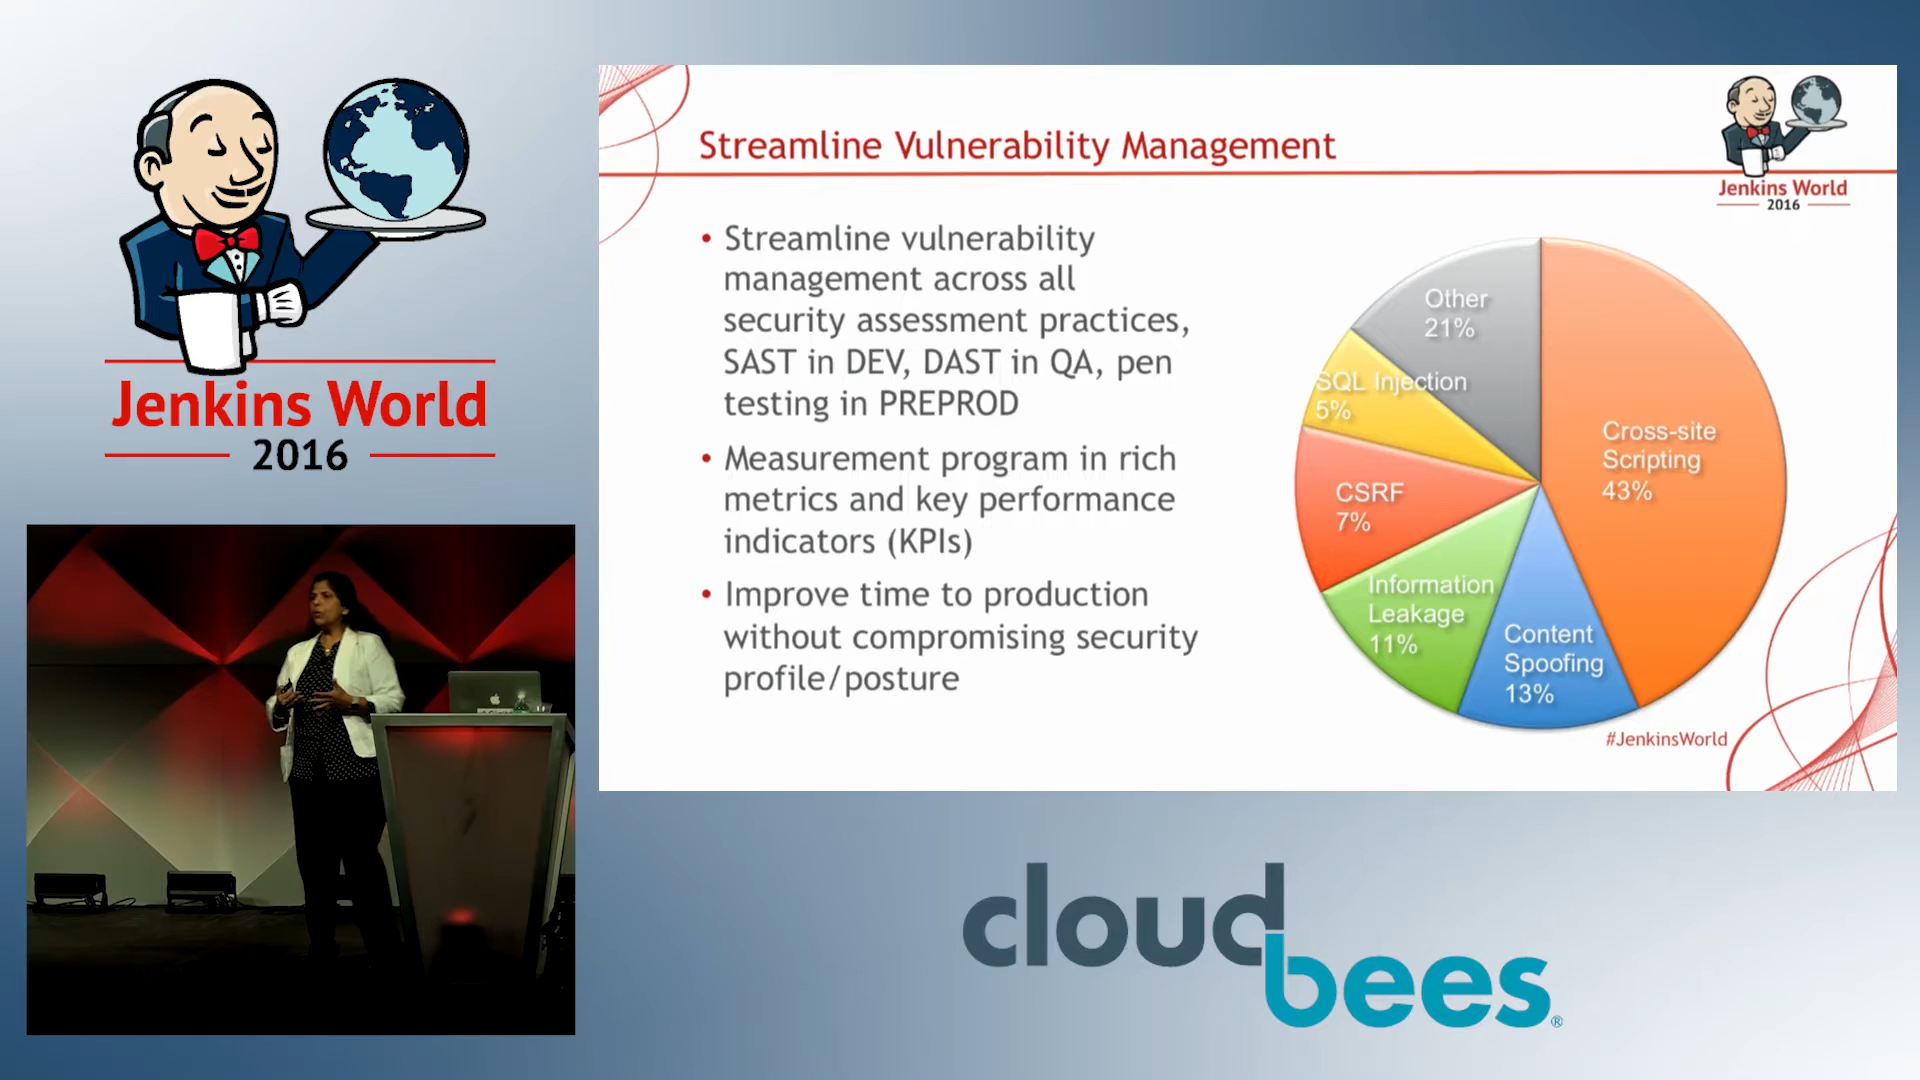 Jenkins World
2016
Streamline Vulnerability Management
Jenkins World
2016
• Streamline vulnerability
management across all
security assessment practices,
SAST in DEV, DAST in QA, pen
testing in PREPROD
• Measurement program in rich
metrics and key performance
indicators (KPIs)
• Improve time to production
without compromising security
profile/posture
Other
21%
SQL Injection
5%
CSRF
7%
Information
Leakage
11%
Content
Spoofing
13%
Cross-site
Scripting
43%
#JenkinsWorld
cloud
bees®